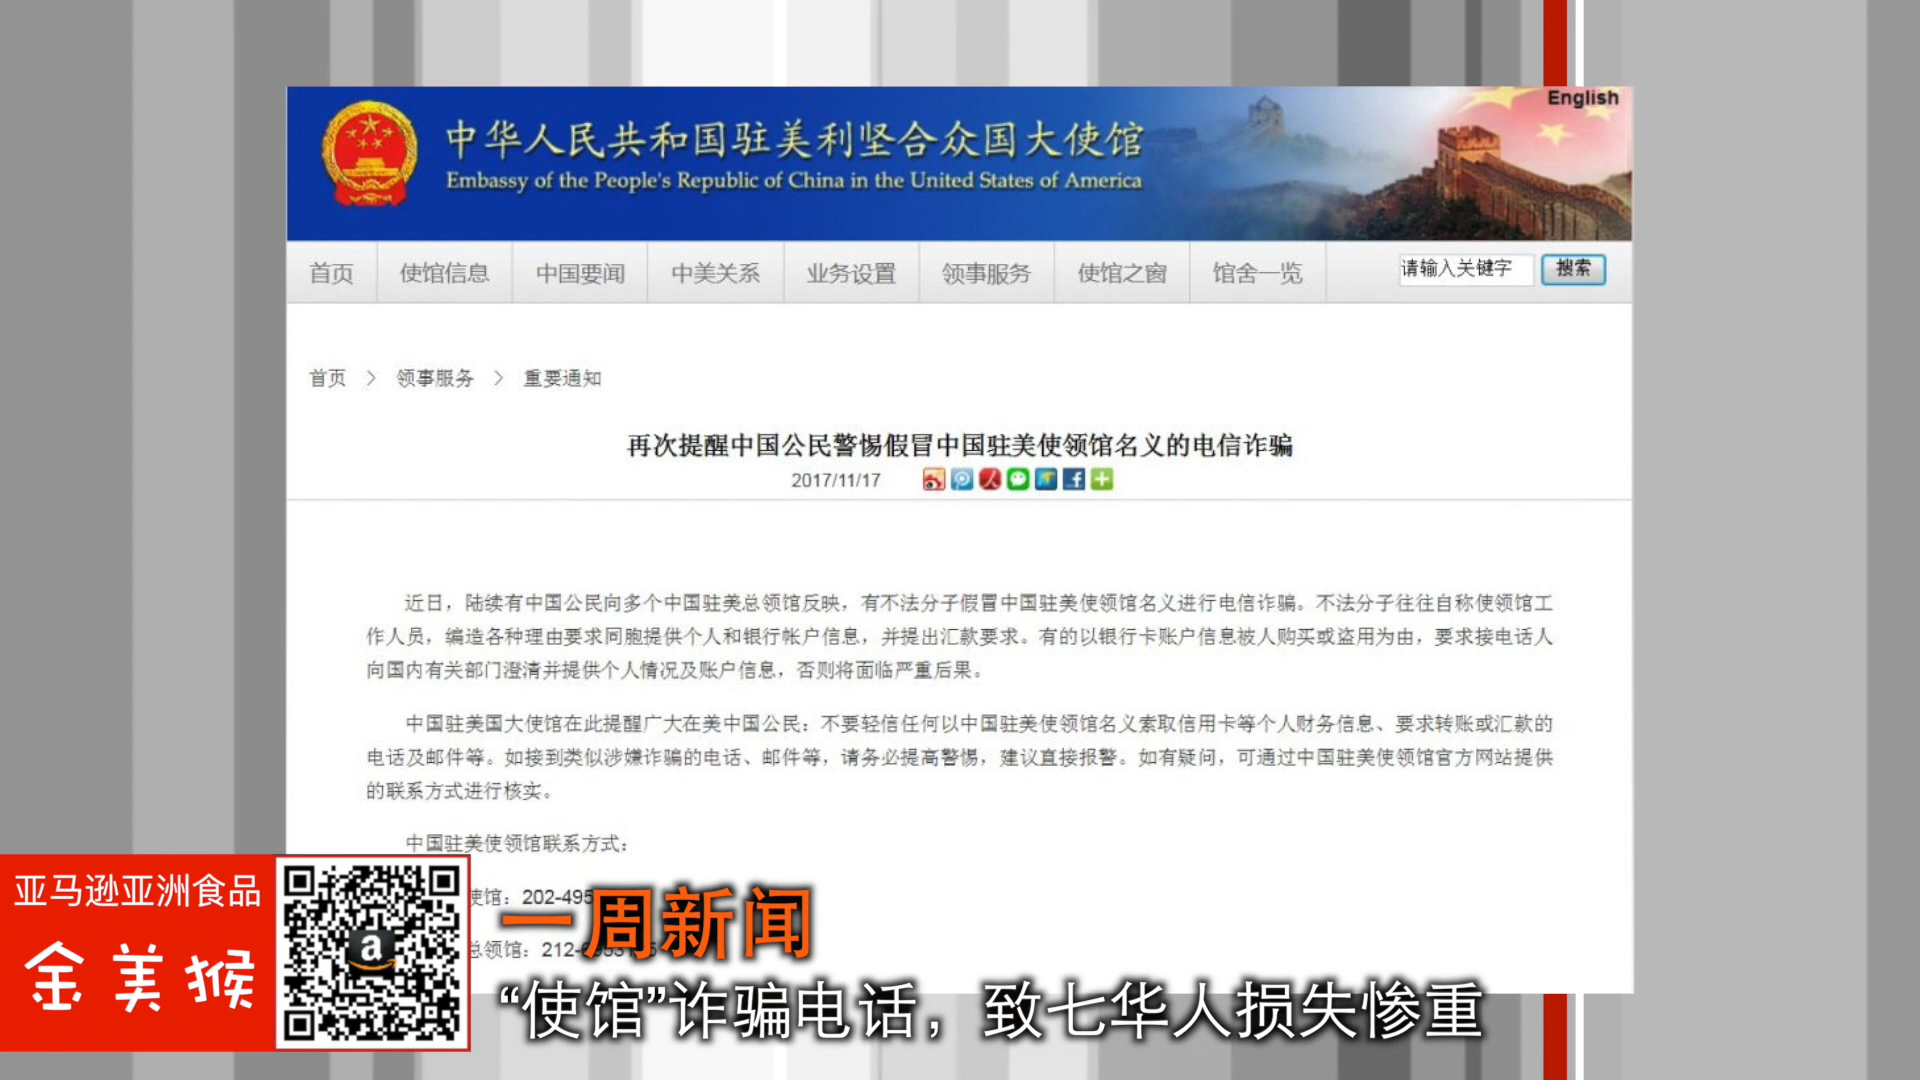 English
中华人民共和国驻美利坚合众国大使馆
Embassy of the People's Republic of China in the United States of America
首页 使馆信息 中国要闻 中美关系 业务设置 领事服务 使馆之窗 馆舍一览 请输入关键字 搜索
首页 > 领事服务 > 重要通知
再次提醒中国公民警惕假冒中国驻美使领馆名义的电信诈骗
2017/11/17
近日，陆续有中国公民向多个中国驻美总领馆反映，有不法分子假冒中国驻美使领馆名义进行电信诈骗。不法分子往往自称使领馆工
作人员，编造各种理由要求同胞提供个人和银行帐户信息，并提出汇款要求。有的以银行卡账户信息被人购买或盗用为由，要求接电话人
向国内有关部门澄清并提供个人情况及账户信息，否则将面临严重后果。
中国驻美国大使馆在此提醒广大在美中国公民：不要轻信任何以中国驻美使领馆名义索取信用卡等个人财务信息、要求转账或汇款的
电话及邮件等。如接到类似涉嫌诈骗的电话、邮件等，请务必提高警惕，建议直接报警。如有疑问，可通过中国驻美使领馆官方网站提供
的联系方式进行核实。
中国驻美使领馆联系方式：
使馆：202-495
总领馆：212-
亚马逊亚洲食品
金美猴
a
一周新闻
“使馆”诈骗电话，致七华人损失惨重